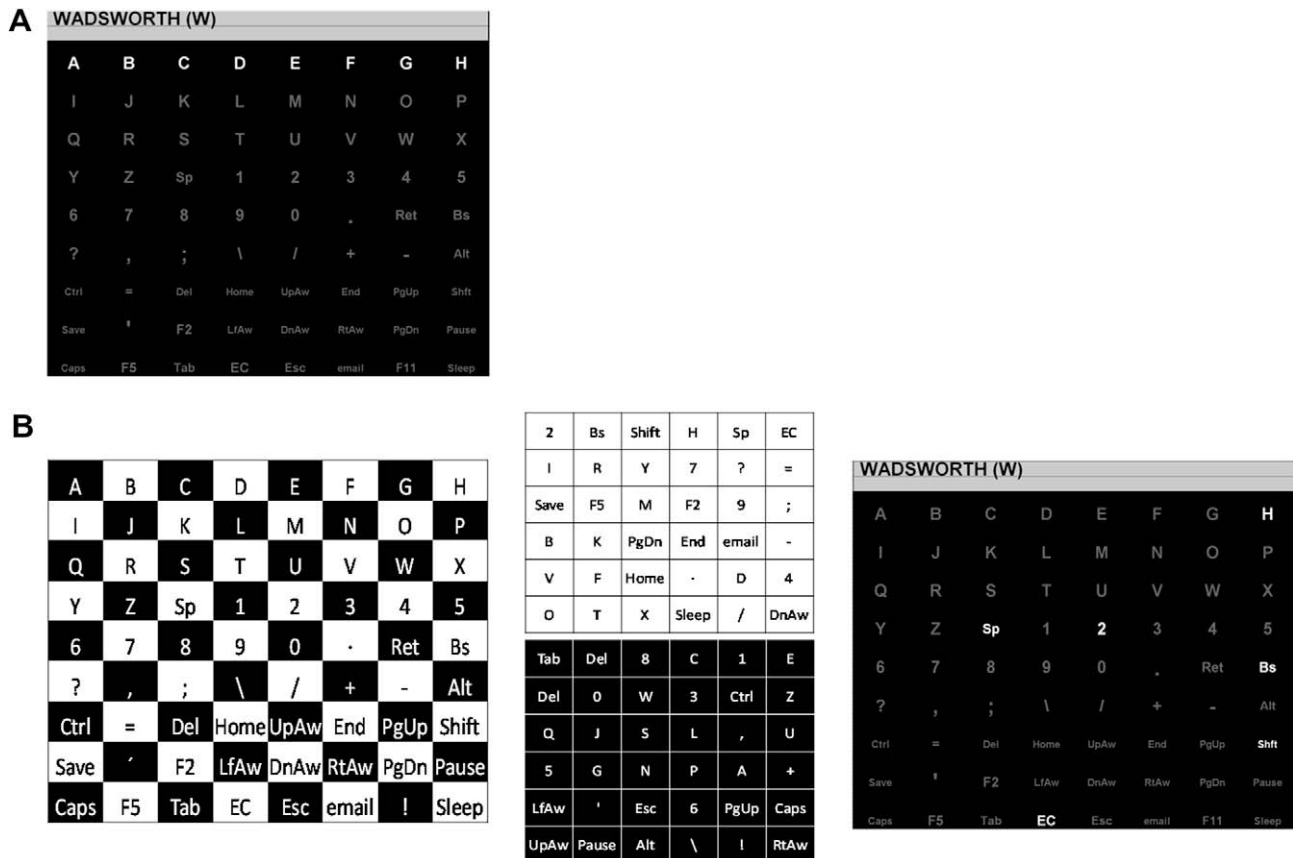 A
WADSWORTH (W)
A B C D E F G H
I J K L M N O P
Q R S T U V W X
Y Z Sp 1 2 3 4 5
6 7 8 9 0 . Ret Bs
? , ; \ / + - Alt
Ctrl = Del Home UpAw End PgUp Shft
Save ' F2 LfAw DnAw RtAw PgDn Pause
Caps F5 Tab EC Esc email F11 Sleep
B
A B C D E F G H
I J K L M N O P
Q R S T U V W X
Y Z Sp 1 2 3 4 5
6 7 8 9 0 · Ret Bs
? , ; \ / + - Alt
Ctrl = Del Home UpAw End PgUp Shift
Save ´ F2 LfAw DnAw RtAw PgDn Pause
Caps F5 Tab EC Esc email ! Sleep
2 Bs Shift H Sp EC
I R Y 7 ? =
Save F5 M F2 9 ;
B K PgDn End email -
V F Home · D 4
O T X Sleep / DnAw
Tab Del 8 C 1 E
Del 0 W 3 Ctrl Z
Q J S L , U
5 G N P A +
LfAw ' Esc 6 PgUp Caps
UpAw Pause Alt \ ! RtAw
WADSWORTH (W)
A B C D E F G H
I J K L M N O P
Q R S T U V W X
Y Z Sp 1 2 3 4 5
6 7 8 9 0 . Ret Bs
? , ; \ / + - Alt
Ctrl = Del Home UpAw End PgUp Shft
Save ' F2 LfAw DnAw RtAw PgDn Pause
Caps F5 Tab EC Esc email F11 Sleep